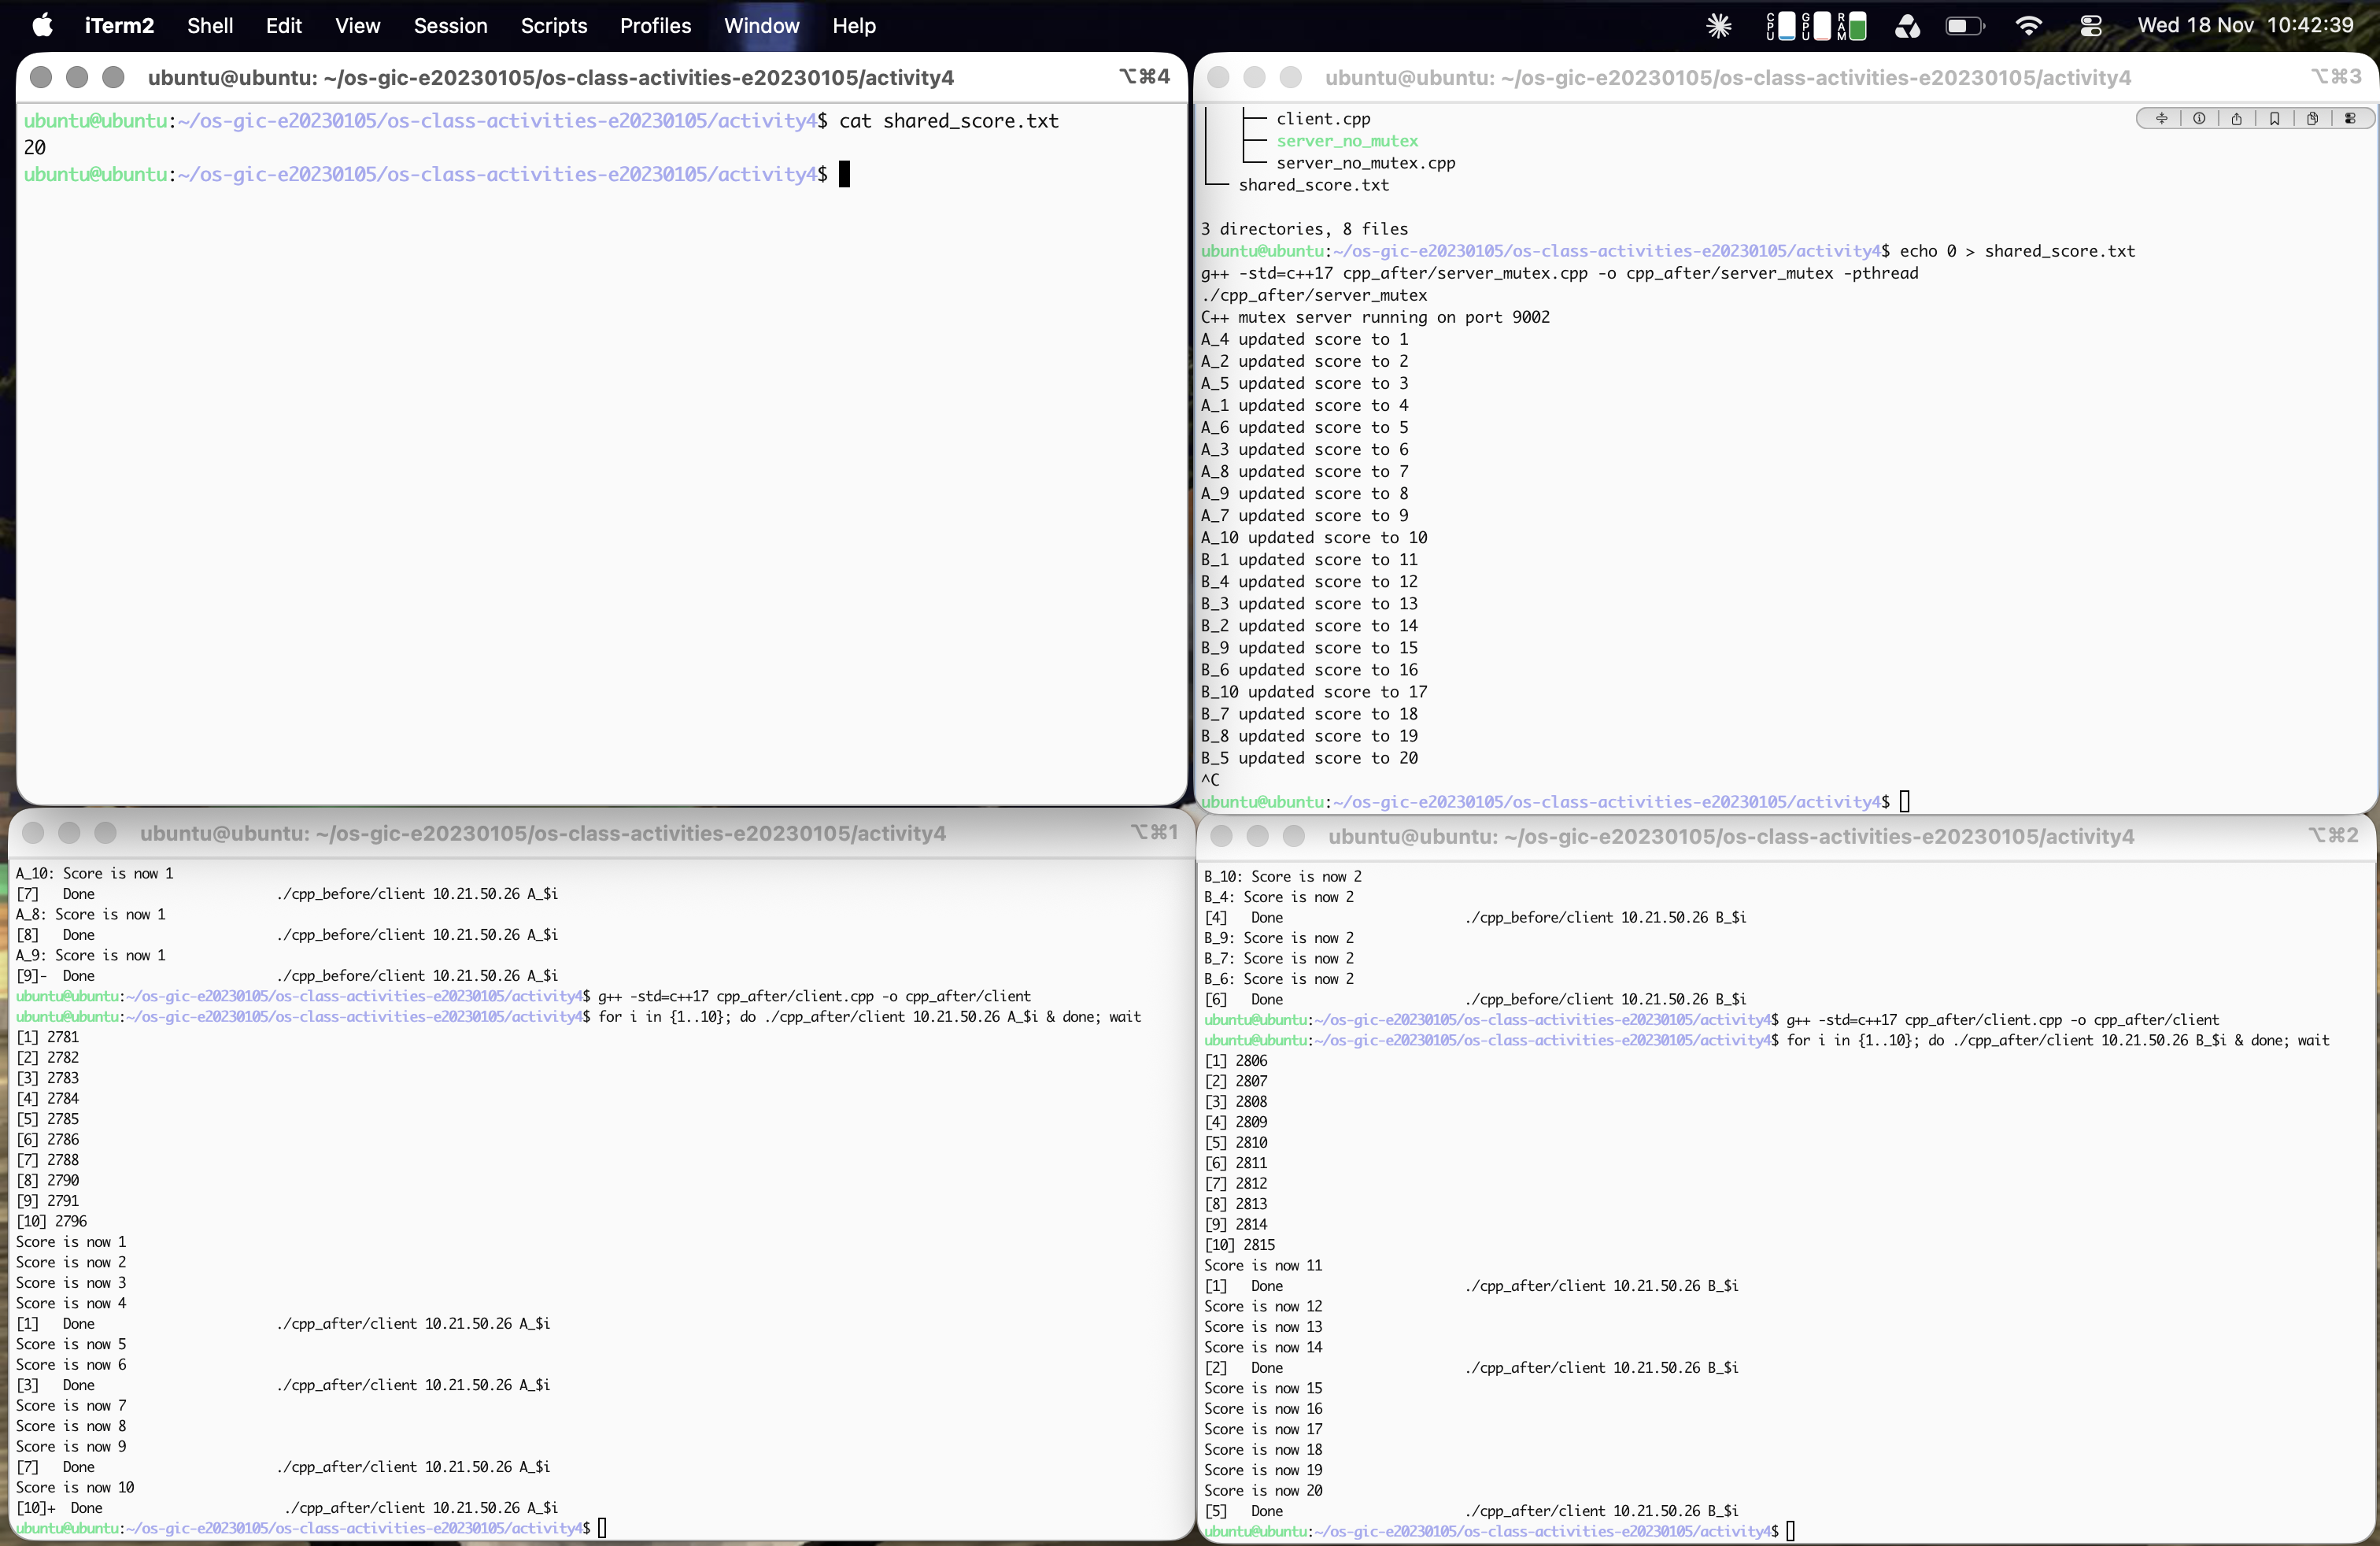 iTerm2 Shell Edit View Session Scripts Profiles Window Help CPU GPU RAM Wed 18 Nov 10:42:39
ubuntu@ubuntu: ~/os-gic-e20230105/os-class-activities-e20230105/activity4 ⌥⌘4
ubuntu@ubuntu:~/os-gic-e20230105/os-class-activities-e20230105/activity4$ cat shared_score.txt
20
ubuntu@ubuntu:~/os-gic-e20230105/os-class-activities-e20230105/activity4$
ubuntu@ubuntu: ~/os-gic-e20230105/os-class-activities-e20230105/activity4 ⌥⌘3
│   ├── client.cpp
│   ├── server_no_mutex
│   └── server_no_mutex.cpp
└── shared_score.txt
3 directories, 8 files
ubuntu@ubuntu:~/os-gic-e20230105/os-class-activities-e20230105/activity4$ echo 0 > shared_score.txt
g++ -std=c++17 cpp_after/server_mutex.cpp -o cpp_after/server_mutex -pthread
./cpp_after/server_mutex
C++ mutex server running on port 9002
A_4 updated score to 1
A_2 updated score to 2
A_5 updated score to 3
A_1 updated score to 4
A_6 updated score to 5
A_3 updated score to 6
A_8 updated score to 7
A_9 updated score to 8
A_7 updated score to 9
A_10 updated score to 10
B_1 updated score to 11
B_4 updated score to 12
B_3 updated score to 13
B_2 updated score to 14
B_9 updated score to 15
B_6 updated score to 16
B_10 updated score to 17
B_7 updated score to 18
B_8 updated score to 19
B_5 updated score to 20
^C
ubuntu@ubuntu:~/os-gic-e20230105/os-class-activities-e20230105/activity4$
ubuntu@ubuntu: ~/os-gic-e20230105/os-class-activities-e20230105/activity4 ⌥⌘1
A_10: Score is now 1
[7]   Done                       ./cpp_before/client 10.21.50.26 A_$i
A_8: Score is now 1
[8]   Done                       ./cpp_before/client 10.21.50.26 A_$i
A_9: Score is now 1
[9]-  Done                       ./cpp_before/client 10.21.50.26 A_$i
ubuntu@ubuntu:~/os-gic-e20230105/os-class-activities-e20230105/activity4$ g++ -std=c++17 cpp_after/client.cpp -o cpp_after/client
ubuntu@ubuntu:~/os-gic-e20230105/os-class-activities-e20230105/activity4$ for i in {1..10}; do ./cpp_after/client 10.21.50.26 A_$i & done; wait
[1] 2781
[2] 2782
[3] 2783
[4] 2784
[5] 2785
[6] 2786
[7] 2788
[8] 2790
[9] 2791
[10] 2796
Score is now 1
Score is now 2
Score is now 3
Score is now 4
[1]   Done                       ./cpp_after/client 10.21.50.26 A_$i
Score is now 5
Score is now 6
[3]   Done                       ./cpp_after/client 10.21.50.26 A_$i
Score is now 7
Score is now 8
Score is now 9
[7]   Done                       ./cpp_after/client 10.21.50.26 A_$i
Score is now 10
[10]+  Done                       ./cpp_after/client 10.21.50.26 A_$i
ubuntu@ubuntu:~/os-gic-e20230105/os-class-activities-e20230105/activity4$
ubuntu@ubuntu: ~/os-gic-e20230105/os-class-activities-e20230105/activity4 ⌥⌘2
B_10: Score is now 2
B_4: Score is now 2
[4]   Done                       ./cpp_before/client 10.21.50.26 B_$i
B_9: Score is now 2
B_7: Score is now 2
B_6: Score is now 2
[6]   Done                       ./cpp_before/client 10.21.50.26 B_$i
ubuntu@ubuntu:~/os-gic-e20230105/os-class-activities-e20230105/activity4$ g++ -std=c++17 cpp_after/client.cpp -o cpp_after/client
ubuntu@ubuntu:~/os-gic-e20230105/os-class-activities-e20230105/activity4$ for i in {1..10}; do ./cpp_after/client 10.21.50.26 B_$i & done; wait
[1] 2806
[2] 2807
[3] 2808
[4] 2809
[5] 2810
[6] 2811
[7] 2812
[8] 2813
[9] 2814
[10] 2815
Score is now 11
[1]   Done                       ./cpp_after/client 10.21.50.26 B_$i
Score is now 12
Score is now 13
Score is now 14
[2]   Done                       ./cpp_after/client 10.21.50.26 B_$i
Score is now 15
Score is now 16
Score is now 17
Score is now 18
Score is now 19
Score is now 20
[5]   Done                       ./cpp_after/client 10.21.50.26 B_$i
ubuntu@ubuntu:~/os-gic-e20230105/os-class-activities-e20230105/activity4$